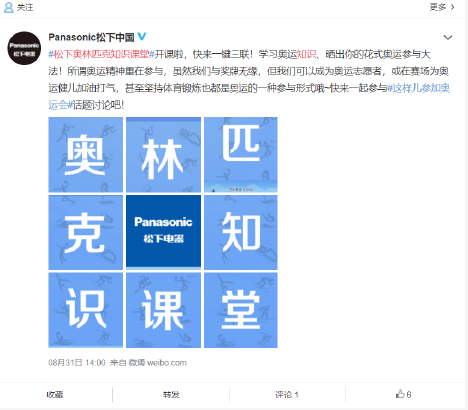 关注
更多 >
Panasonic松下中国
#松下奥林匹克知识课堂#开课啦，快来一键三联！学习奥运知识、晒出你的花式奥运参与大
法！所谓奥运精神重在参与，虽然我们与奖牌无缘，但我们可以成为奥运志愿者，或在赛场为奥
运健儿加油打气，甚至坚持体育锻炼也都是奥运的一种参与形式哦~快来一起参与#这样儿参加奥
运会#话题讨论吧！
奥 林 匹
克 Panasonic 知
松下电器
识 课 堂
08月31日 14:00 来自 微博 weibo.com
收藏 转发 评论 1 6